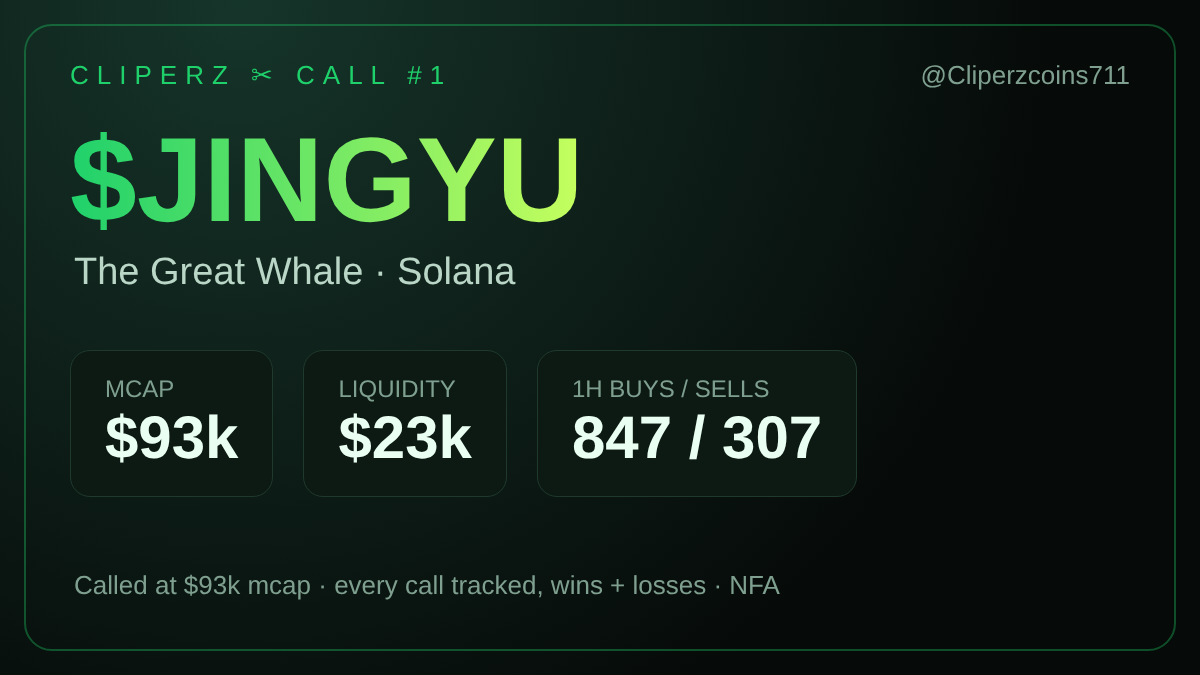 CLIPERZ ✂ CALL #1
@Cliperzcoins711
$JINGYU
The Great Whale · Solana
MCAP
$93k
LIQUIDITY
$23k
1H BUYS / SELLS
847 / 307
Called at $93k mcap · every call tracked, wins + losses · NFA